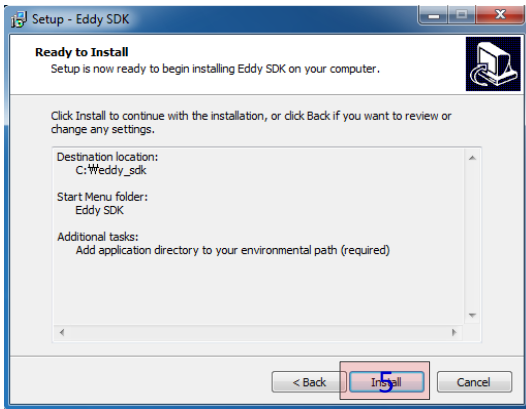 Setup - Eddy SDK
Ready to Install
Setup is now ready to begin installing Eddy SDK on your computer.
Click Install to continue with the installation, or click Back if you want to review or
change any settings.
Destination location:
C:₩eddy_sdk
Start Menu folder:
Eddy SDK
Additional tasks:
Add application directory to your environmental path (required)
< Back Install Cancel
5